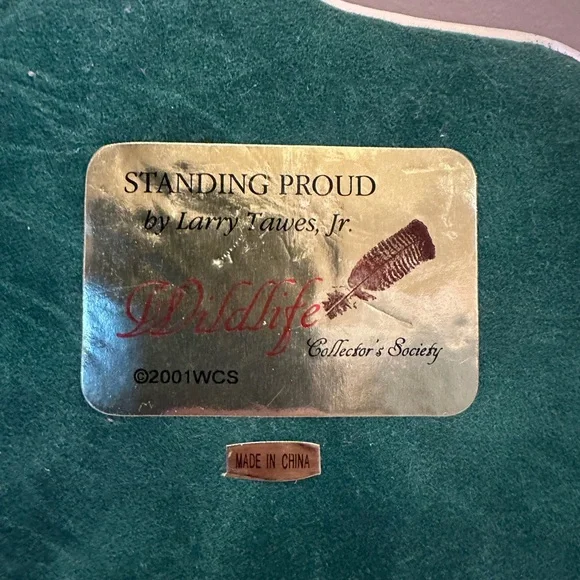 STANDING PROUD
by Larry Tawes, Jr.
Wildlife
Collector's Society
©2001WCS
MADE IN CHINA